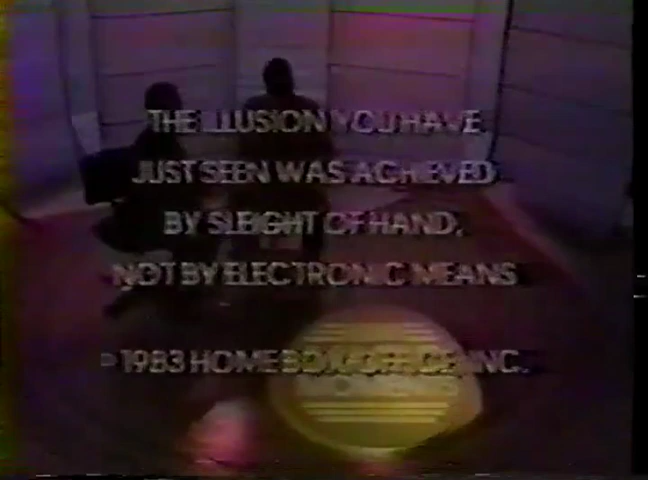 THE ILLUSION YOU HAVE
JUST SEEN WAS ACHIEVED
BY SLEIGHT OF HAND,
NOT BY ELECTRONIC MEANS
© 1983 HOME BOX OFFICE, INC.